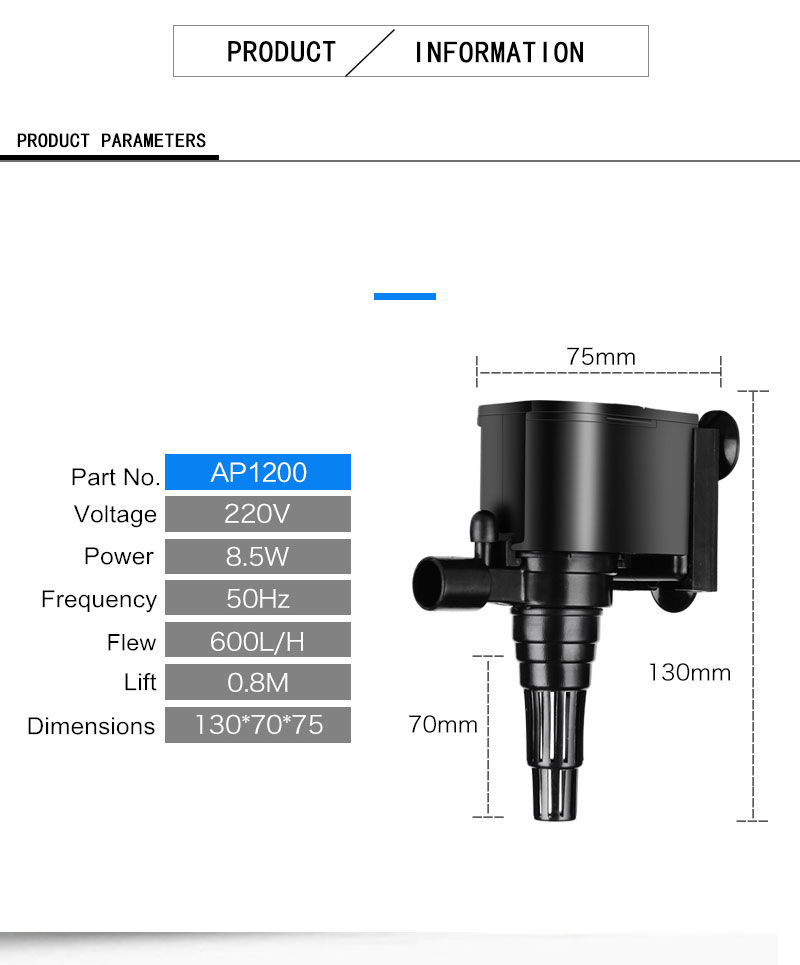 PRODUCT INFORMATION
PRODUCT PARAMETERS
75mm
Part No. AP1200
Voltage 220V
Power 8.5W
Frequency 50Hz
Flew 600L/H
Lift 0.8M
Dimensions 130*70*75
130mm
70mm